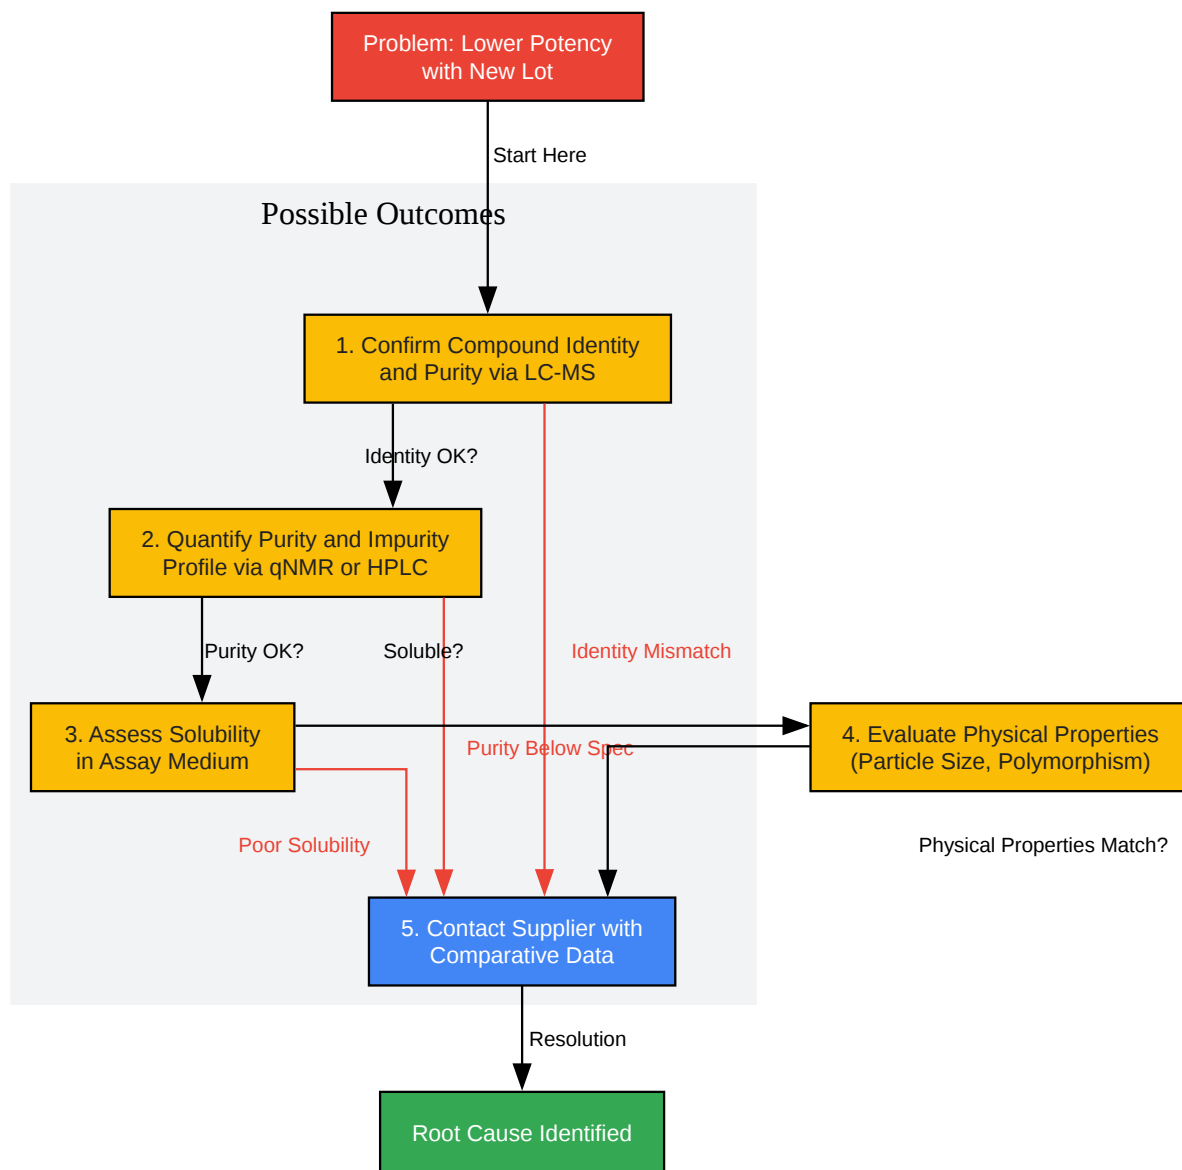 Problem: Lower Potency
with New Lot
Start Here
Possible Outcomes
1. Confirm Compound Identity
and Purity via LC-MS
Identity OK?
2. Quantify Purity and Impurity
Profile via qNMR or HPLC
Purity OK?
Soluble?
Identity Mismatch
3. Assess Solubility
in Assay Medium
Purity Below Spec
4. Evaluate Physical Properties
(Particle Size, Polymorphism)
Poor Solubility
Physical Properties Match?
5. Contact Supplier with
Comparative Data
Resolution
Root Cause Identified